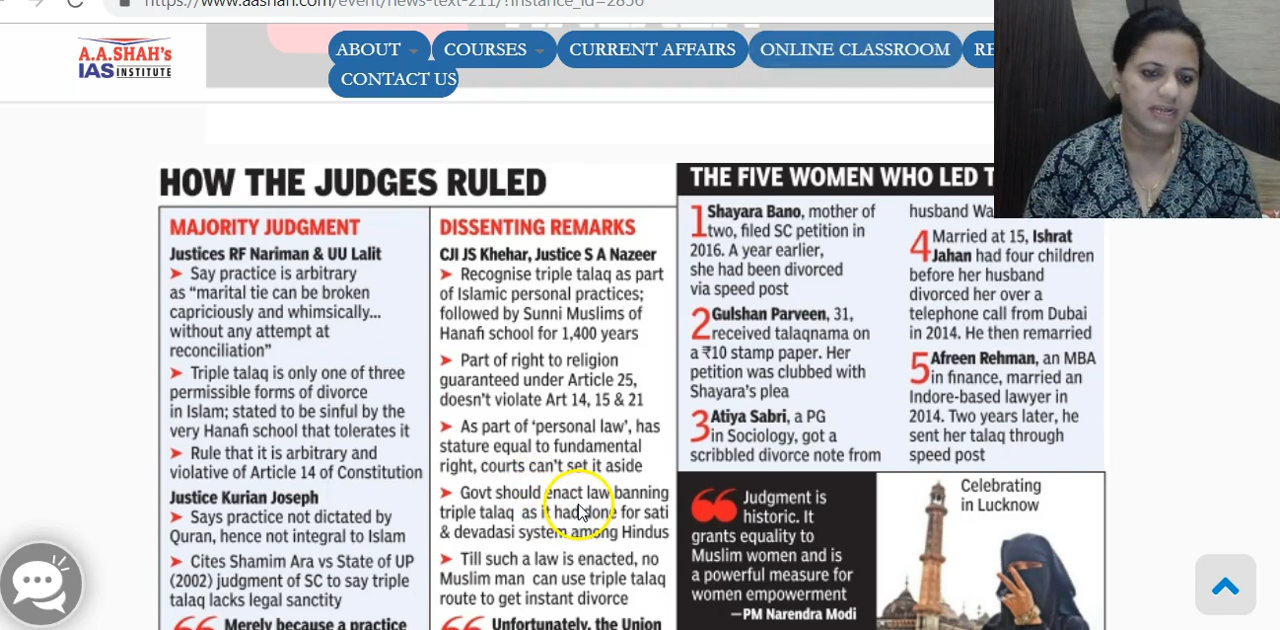 https://www.aashah.com/event/news-text-211/?instance_id=2856
A.A.SHAH's
IAS INSTITUTE
ABOUT
COURSES
CURRENT AFFAIRS
ONLINE CLASSROOM
RE
CONTACT US
HOW THE JUDGES RULED
MAJORITY JUDGMENT
Justices RF Nariman & UU Lalit
➤ Say practice is arbitrary
as “marital tie can be broken
capriciously and whimsically...
without any attempt at
reconciliation”
➤ Triple talaq is only one of three
permissible forms of divorce
in Islam; stated to be sinful by the
very Hanafi school that tolerates it
➤ Rule that it is arbitrary and
violative of Article 14 of Constitution
Justice Kurian Joseph
➤ Says practice not dictated by
Quran, hence not integral to Islam
➤ Cites Shamim Ara vs State of UP
(2002) judgment of SC to say triple
talaq lacks legal sanctity
Merely because a practice
DISSENTING REMARKS
CJI JS Khehar, Justice S A Nazeer
➤ Recognise triple talaq as part
of Islamic personal practices;
followed by Sunni Muslims of
Hanafi school for 1,400 years
➤ Part of right to religion
guaranteed under Article 25,
doesn’t violate Art 14, 15 & 21
➤ As part of ‘personal law’, has
stature equal to fundamental
right, courts can’t set it aside
➤ Govt should enact law banning
triple talaq as it had done for sati
& devadasi system among Hindus
➤ Till such a law is enacted, no
Muslim man can use triple talaq
route to get instant divorce
Unfortunately, the Union
THE FIVE WOMEN WHO LED T
1 Shayara Bano, mother of
two, filed SC petition in
2016. A year earlier,
she had been divorced
via speed post
2 Gulshan Parveen, 31,
received talaqnama on
a ₹10 stamp paper. Her
petition was clubbed with
Shayara’s plea
3 Atiya Sabri, a PG
in Sociology, got a
scribbled divorce note from
husband Wa
4 Married at 15, Ishrat
Jahan had four children
before her husband
divorced her over a
telephone call from Dubai
in 2014. He then remarried
5 Afreen Rehman, an MBA
in finance, married an
Indore-based lawyer in
2014. Two years later, he
sent her talaq through
speed post
Judgment is
historic. It
grants equality to
Muslim women and is
a powerful measure for
women empowerment
—PM Narendra Modi
Celebrating
in Lucknow